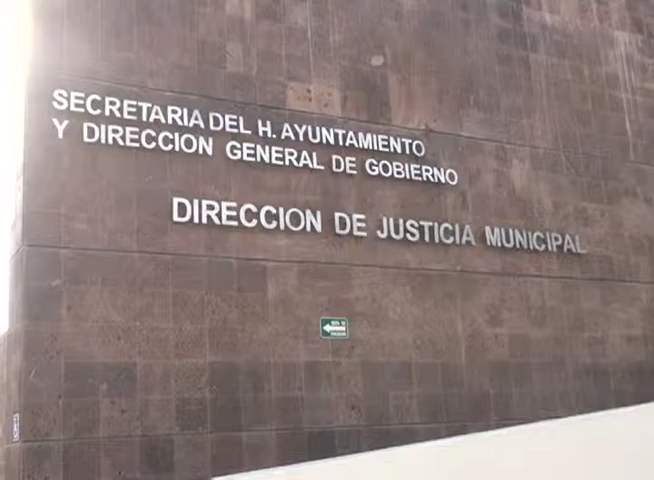 SECRETARIA DEL H. AYUNTAMIENTO
Y DIRECCION GENERAL DE GOBIERNO
DIRECCION DE JUSTICIA MUNICIPAL